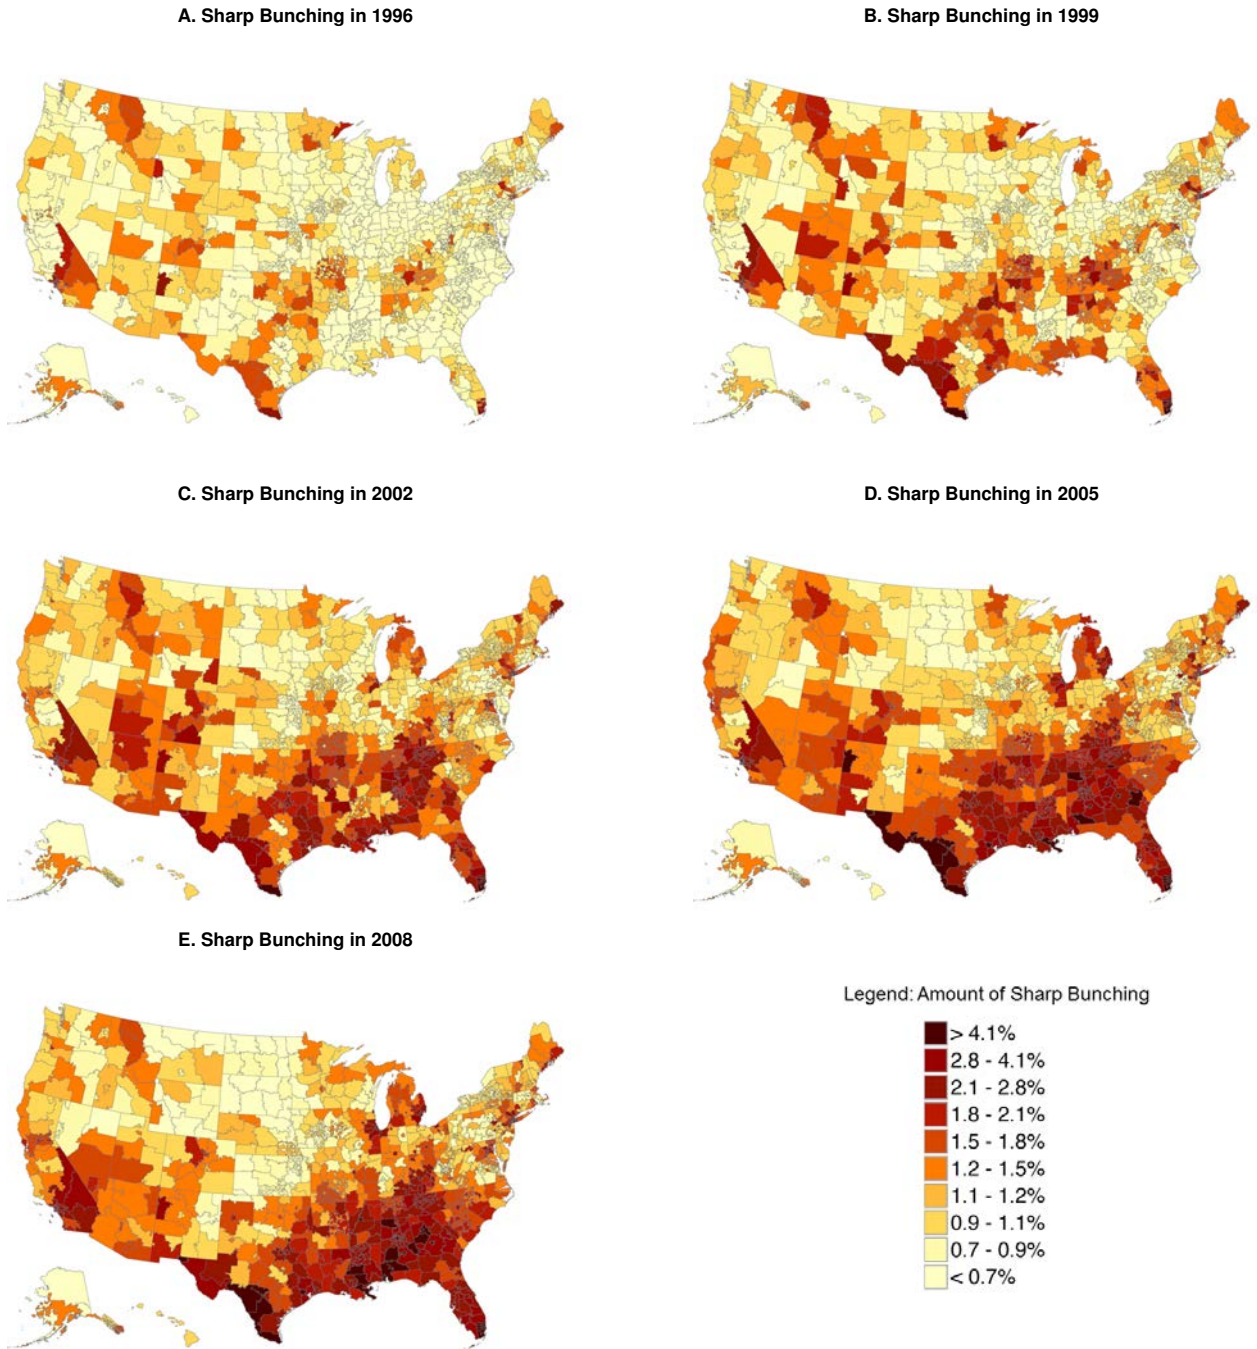 A. Sharp Bunching in 1996
B. Sharp Bunching in 1999
C. Sharp Bunching in 2002
D. Sharp Bunching in 2005
E. Sharp Bunching in 2008
Legend: Amount of Sharp Bunching
> 4.1%
2.8 - 4.1%
2.1 - 2.8%
1.8 - 2.1%
1.5 - 1.8%
1.2 - 1.5%
1.1 - 1.2%
0.9 - 1.1%
0.7 - 0.9%
< 0.7%